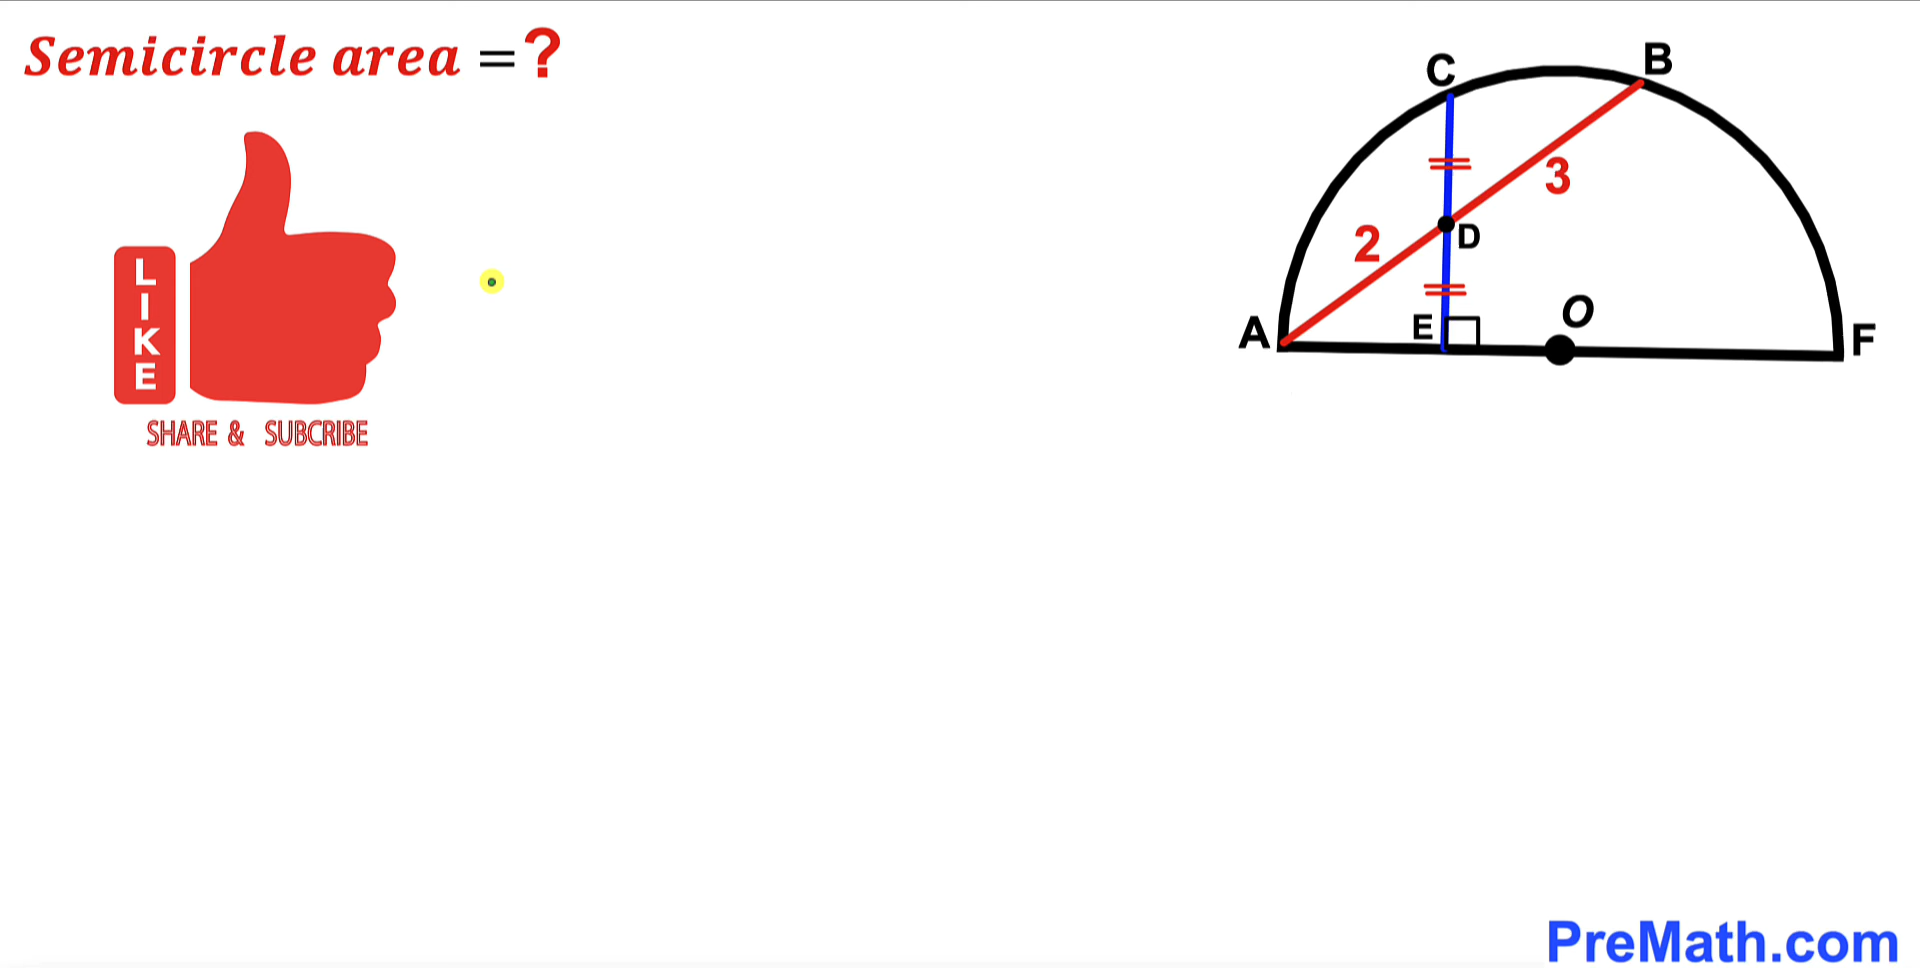 Semicircle area =?
L
I
K
E
SHARE & SUBCRIBE
C
B
3
2
D
E
O
A
F
PreMath.com